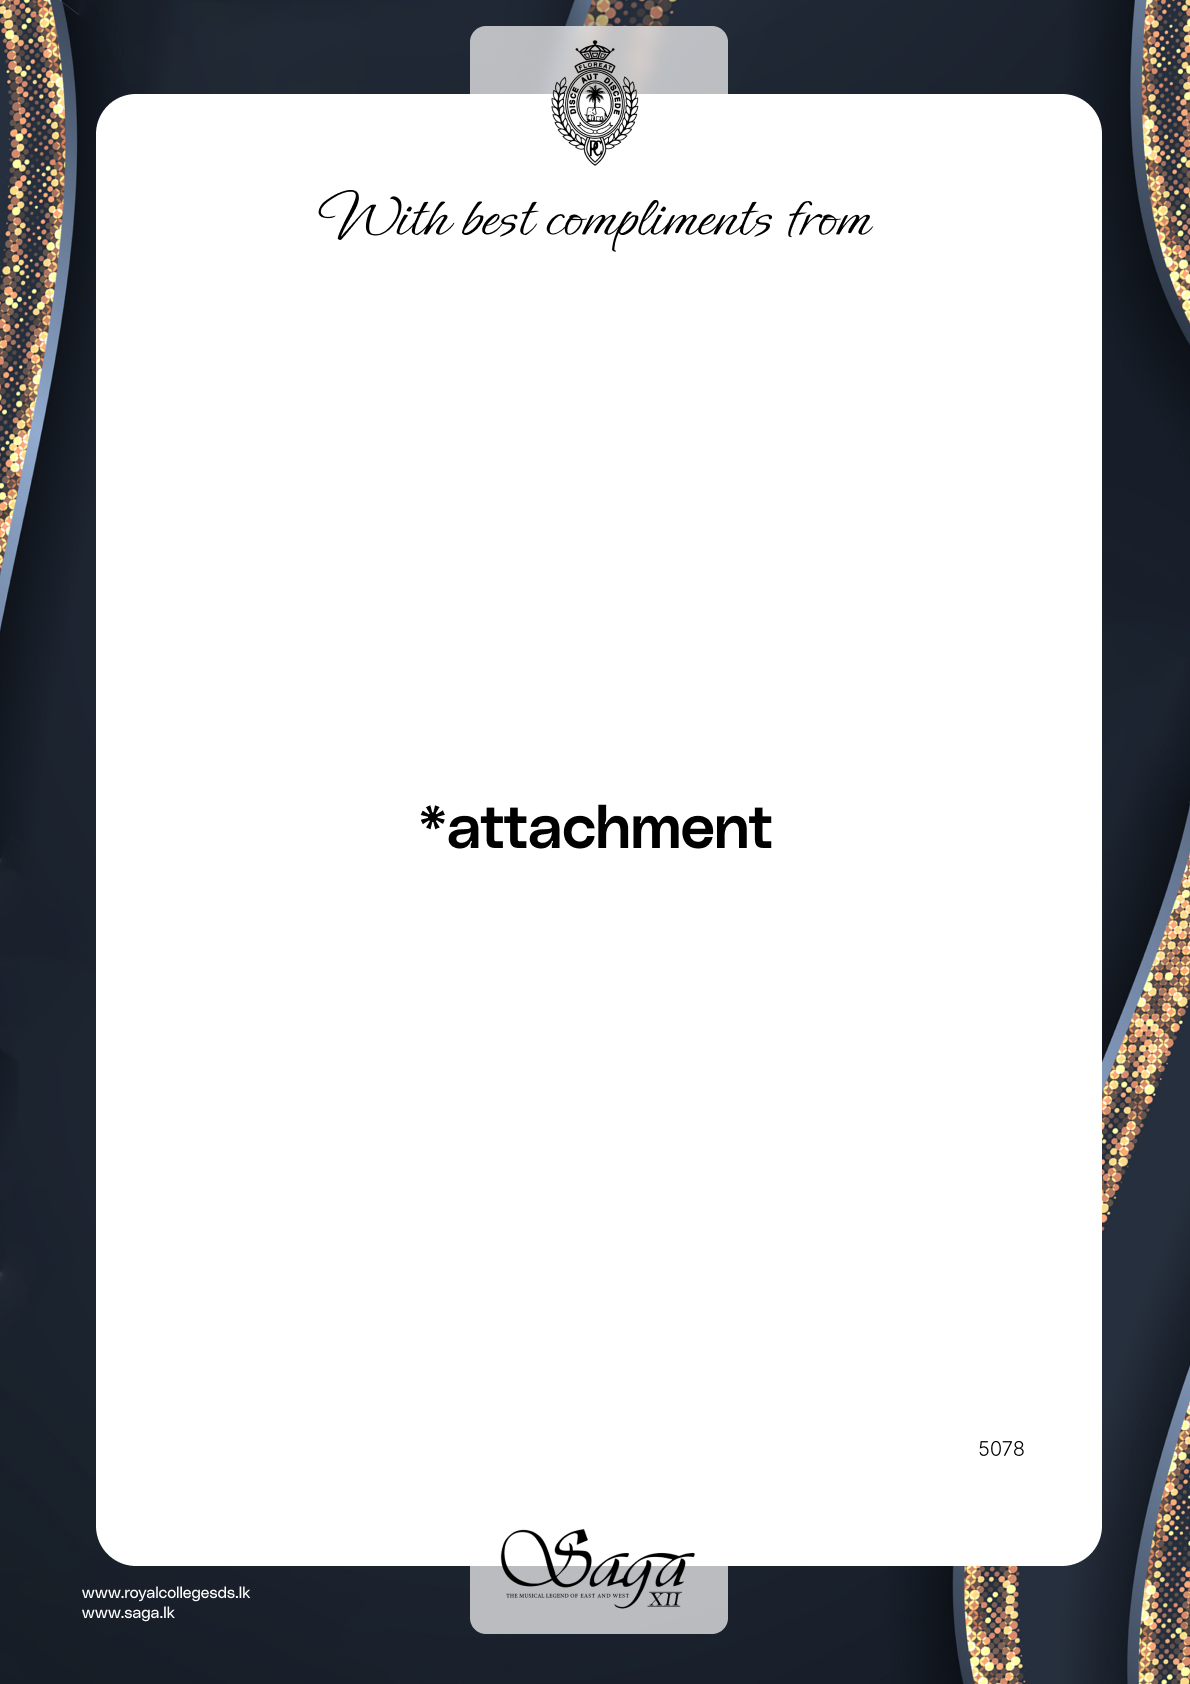 FLOREAT
DISCE AUT DISCEDE
RC
With best compliments from
*attachment
5078
Saga
THE MUSICAL LEGEND OF EAST AND WEST
XII
www.royalcollegesds.lk
www.saga.lk